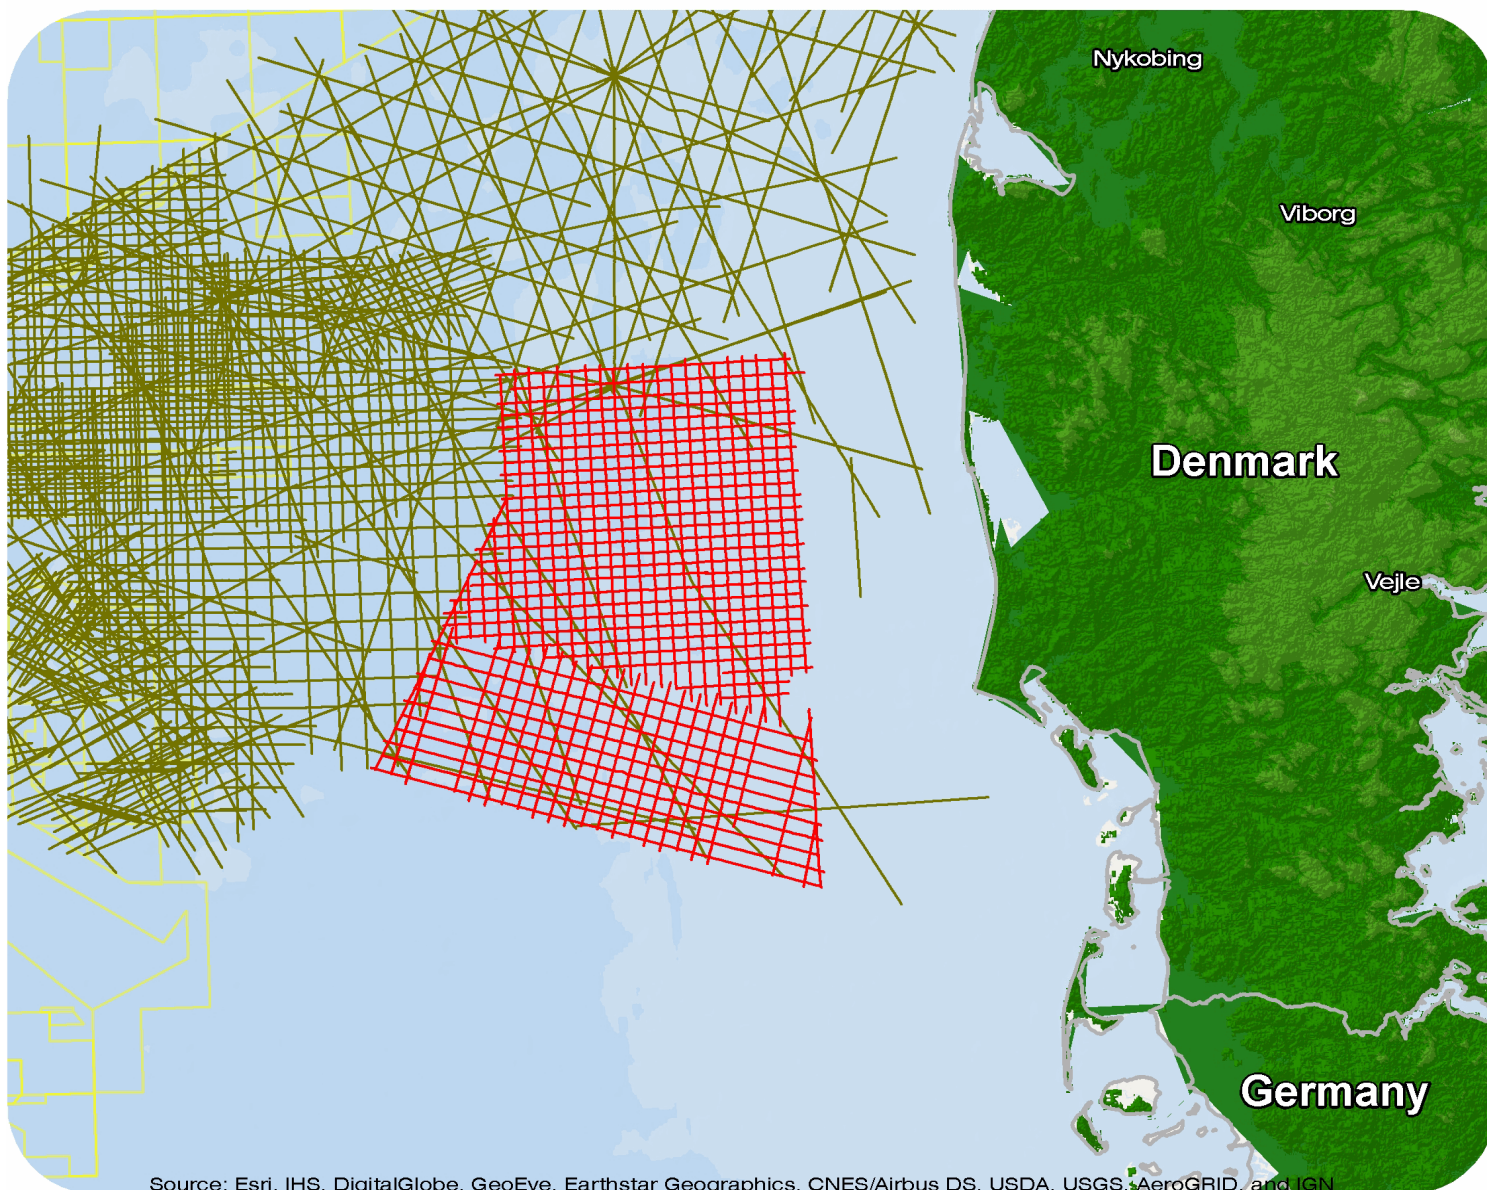 Nykobing
Viborg
Denmark
Vejle
Germany
Source: Esri, IHS, DigitalGlobe, GeoEye, Earthstar Geographics, CNES/Airbus DS, USDA, USGS, AeroGRID, and IGN